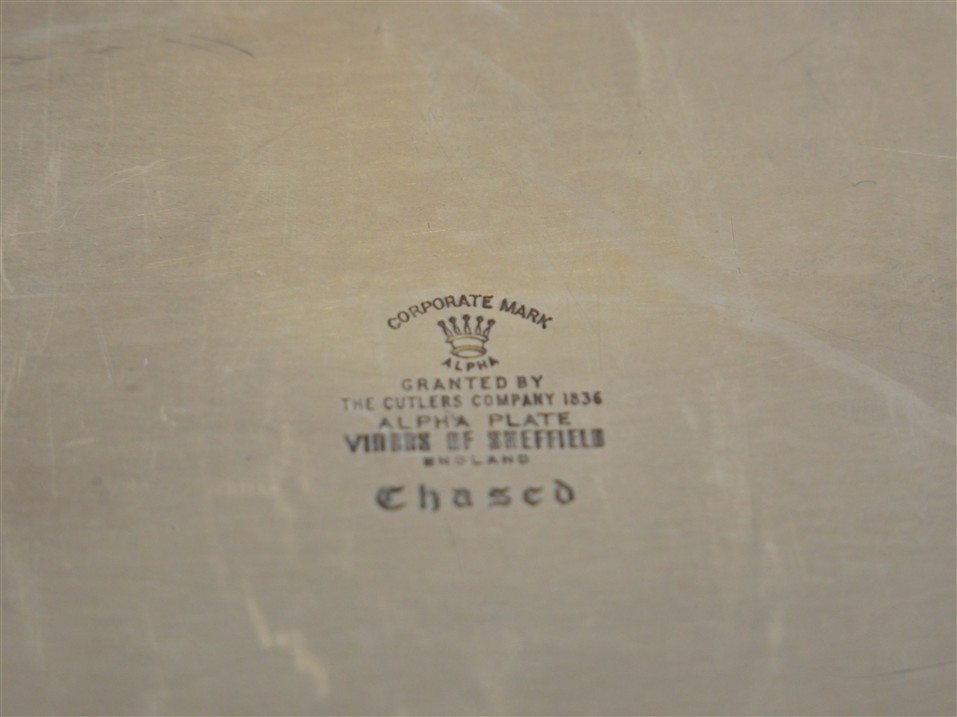 CORPORATE MARK
ALPHA
GRANTED BY
THE CUTLERS COMPANY 1836
ALPHA PLATE
VINERS OF SHEFFIELD
ENGLAND
Chased